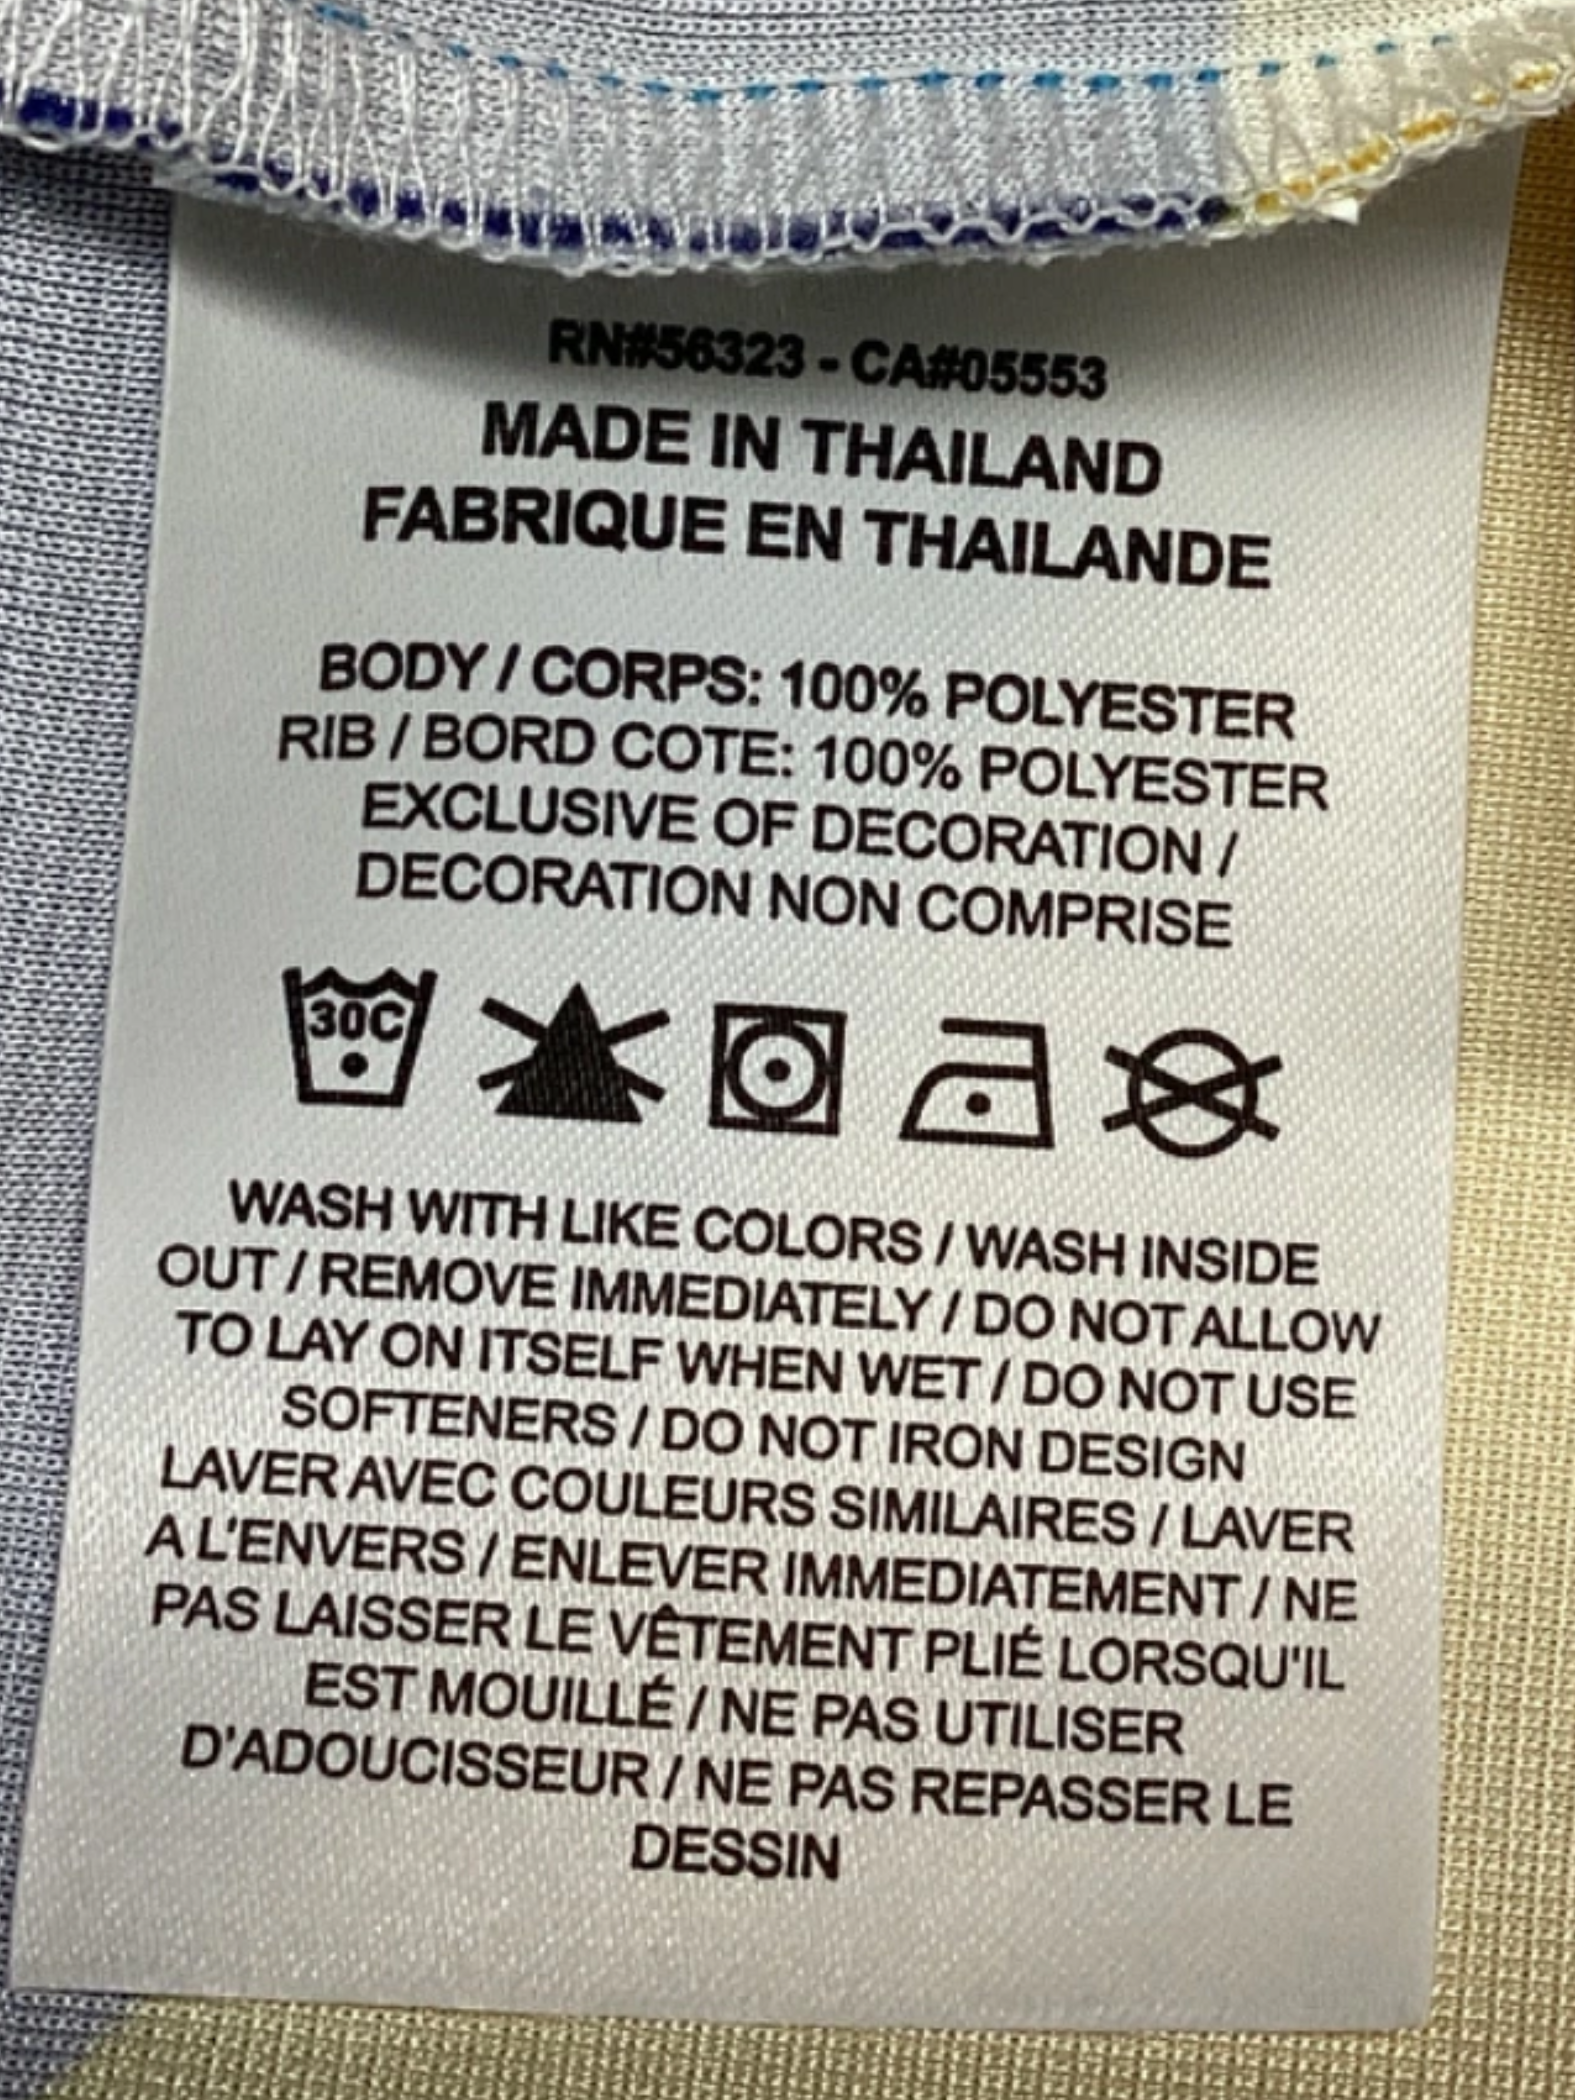 RN#56323 - CA#05553
MADE IN THAILAND
FABRIQUE EN THAILANDE
BODY / CORPS: 100% POLYESTER
RIB / BORD COTE: 100% POLYESTER
EXCLUSIVE OF DECORATION /
DECORATION NON COMPRISE
30C
WASH WITH LIKE COLORS / WASH INSIDE
OUT / REMOVE IMMEDIATELY / DO NOT ALLOW
TO LAY ON ITSELF WHEN WET / DO NOT USE
SOFTENERS / DO NOT IRON DESIGN
LAVER AVEC COULEURS SIMILAIRES / LAVER
A L'ENVERS / ENLEVER IMMEDIATEMENT / NE
PAS LAISSER LE VÊTEMENT PLIÉ LORSQU'IL
EST MOUILLÉ / NE PAS UTILISER
D'ADOUCISSEUR / NE PAS REPASSER LE
DESSIN